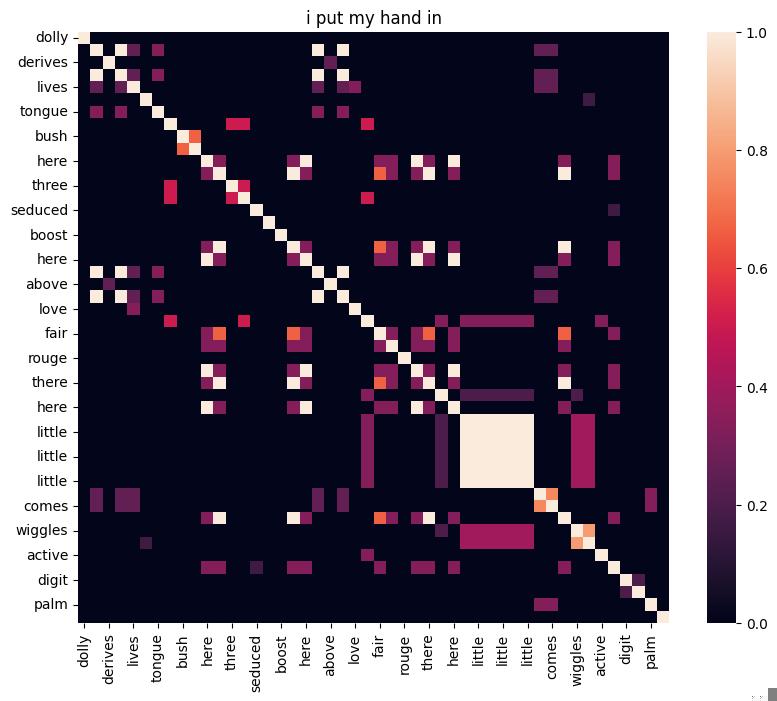 i put my hand in
dolly
derives
lives
tongue
bush
here
three
seduced
boost
here
above
love
fair
rouge
there
here
little
little
little
comes
wiggles
active
digit
palm
1.0
0.8
0.6
0.4
0.2
0.0
dolly derives lives tongue bush here three seduced boost here above love fair rouge there here little little little comes wiggles active digit palm